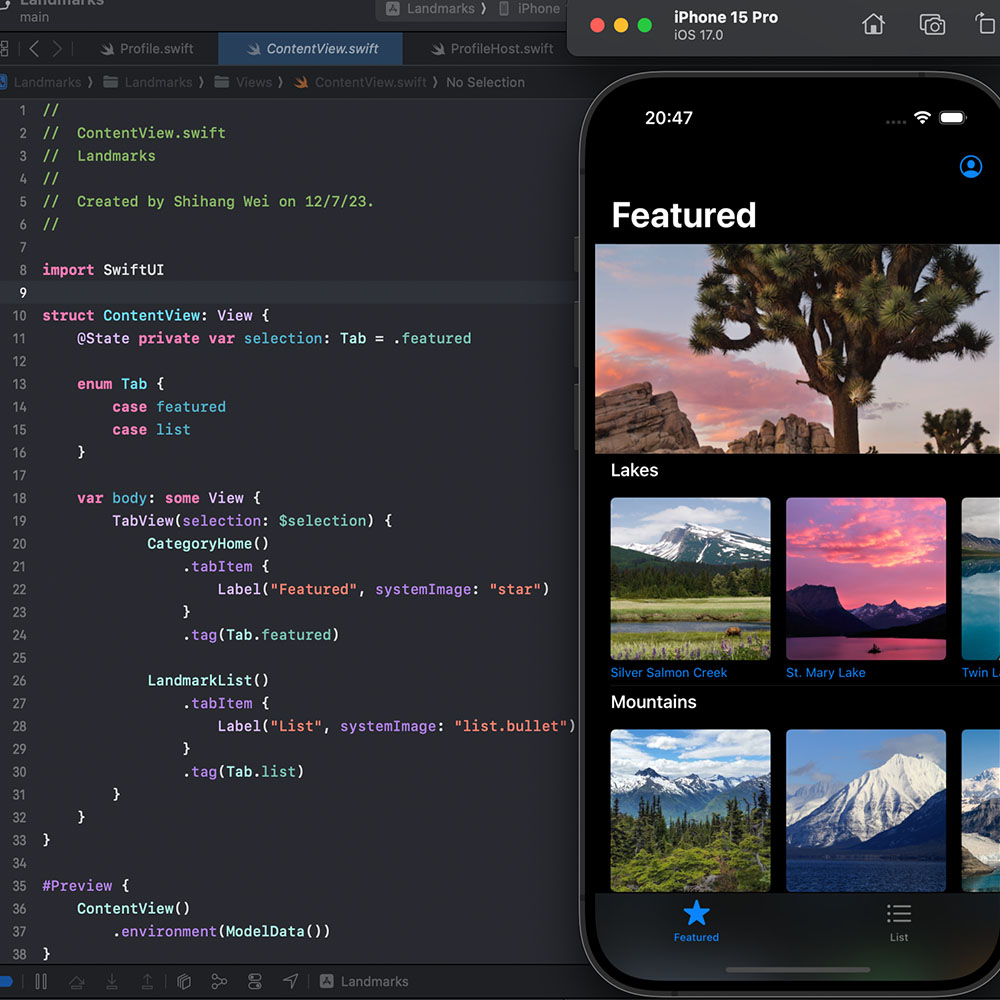 Landmarks
main
Landmarks ❯ iPhone
Profile.swift
ContentView.swift
ProfileHost.swift
Landmarks ❯ Landmarks ❯ Views ❯ ContentView.swift ❯ No Selection
1 //
2 //  ContentView.swift
3 //  Landmarks
4 //
5 //  Created by Shihang Wei on 12/7/23.
6 //
7
8 import SwiftUI
9
10 struct ContentView: View {
11     @State private var selection: Tab = .featured
12
13     enum Tab {
14         case featured
15         case list
16     }
17
18     var body: some View {
19         TabView(selection: $selection) {
20             CategoryHome()
21                 .tabItem {
22                     Label("Featured", systemImage: "star")
23                 }
24                 .tag(Tab.featured)
25
26             LandmarkList()
27                 .tabItem {
28                     Label("List", systemImage: "list.bullet")
29                 }
30                 .tag(Tab.list)
31         }
32     }
33 }
34
35 #Preview {
36     ContentView()
37         .environment(ModelData())
38 }
Landmarks
iPhone 15 Pro
iOS 17.0
20:47
Featured
Lakes
Silver Salmon Creek
St. Mary Lake
Twin L
Mountains
Featured
List